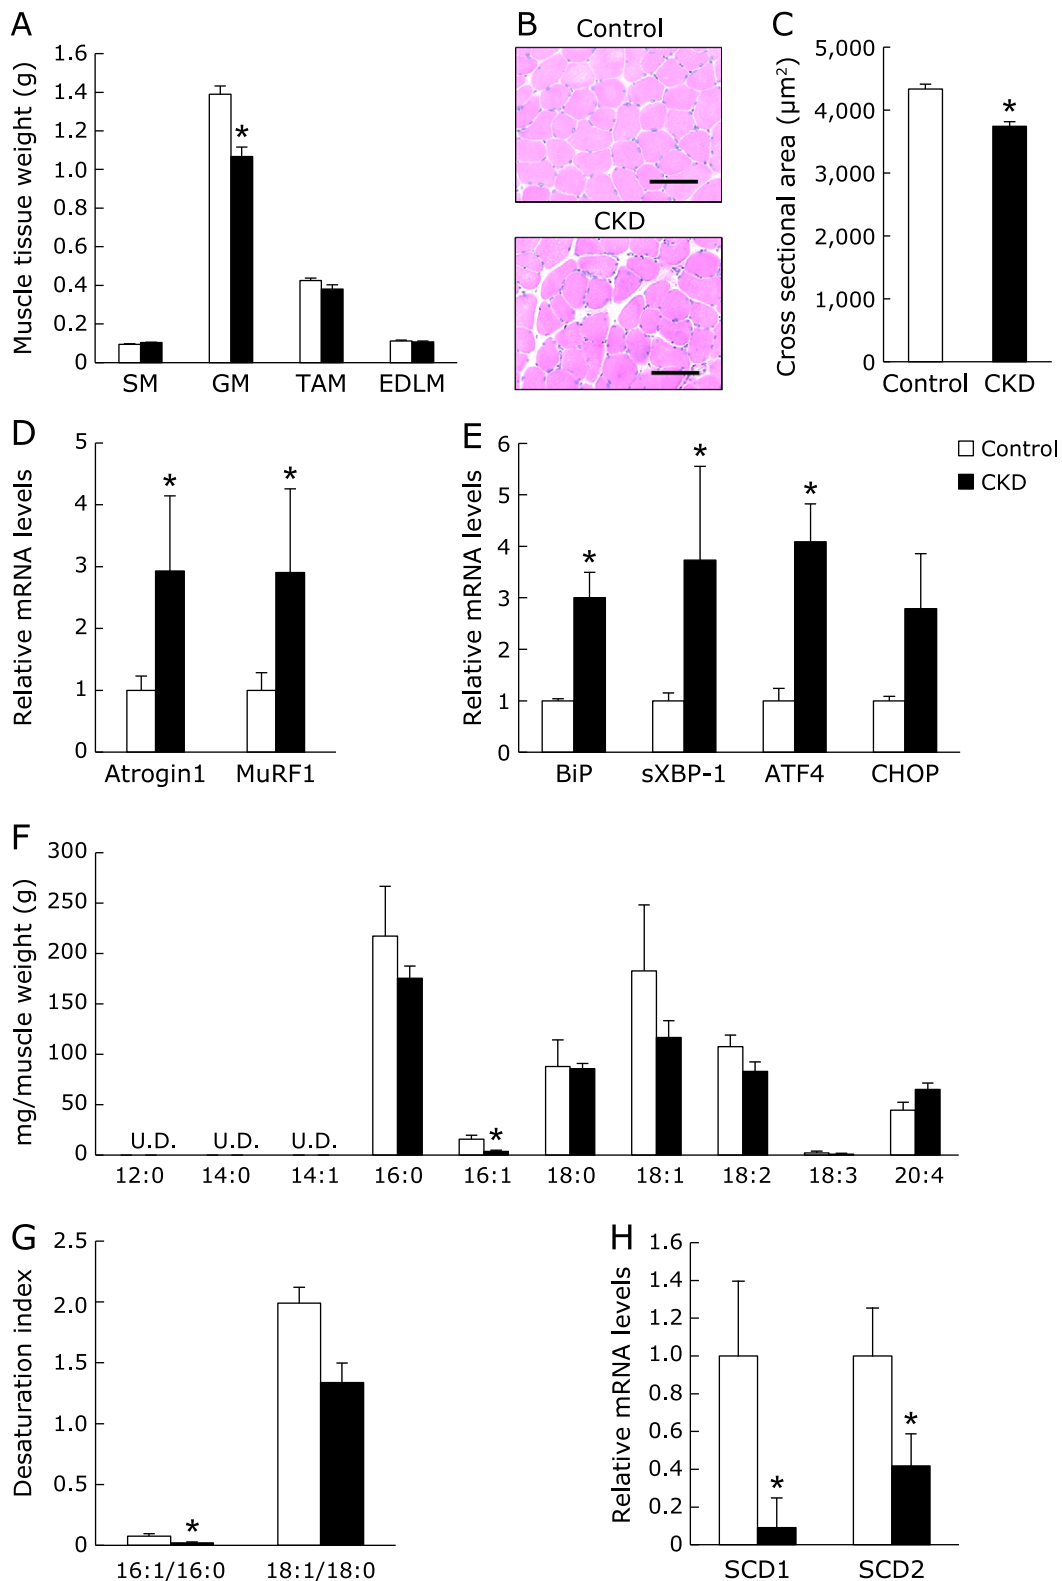 A
Muscle tissue weight (g)
1.6
1.4
1.2
1.0
0.8
0.6
0.4
0.2
0
*
SM GM TAM EDLM
B
Control
CKD
C
Cross sectional area (µm²)
5,000
4,000
3,000
2,000
1,000
0
*
Control CKD
D
Relative mRNA levels
5
4
3
2
1
0
* *
Atrogin1 MuRF1
E
Relative mRNA levels
6
5
4
3
2
1
0
* * *
BiP sXBP-1 ATF4 CHOP
Control
CKD
F
mg/muscle weight (g)
300
250
200
150
100
50
0
U.D. U.D. U.D. *
12:0 14:0 14:1 16:0 16:1 18:0 18:1 18:2 18:3 20:4
G
Desaturation index
2.5
2.0
1.5
1.0
0.5
0
*
16:1/16:0 18:1/18:0
H
Relative mRNA levels
1.6
1.4
1.2
1.0
0.8
0.6
0.4
0.2
0
* *
SCD1 SCD2